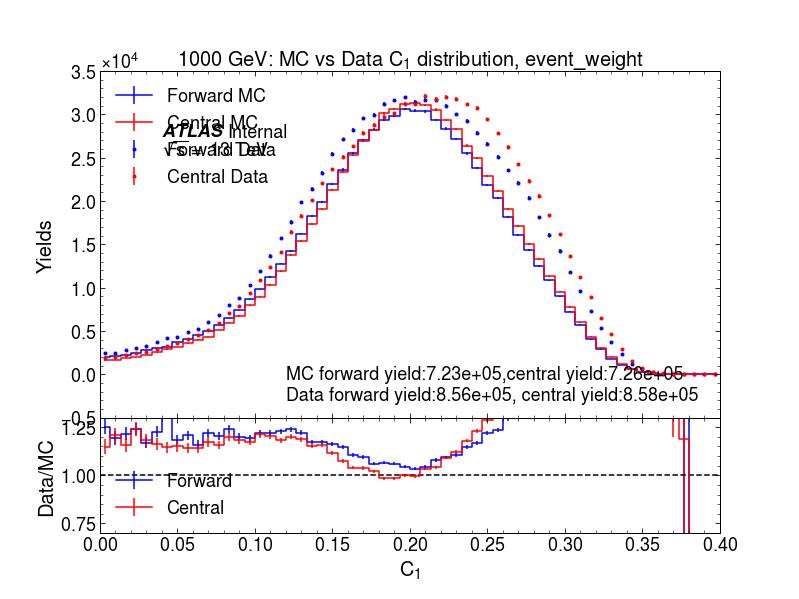 1000 GeV: MC vs Data C1 distribution, event_weight
×10⁴
3.5
3.0
2.5
2.0
1.5
1.0
0.5
0.0
0.5
Yields
Forward MC
Central MC
ATLAS Internal
Forward Data
√s = 13 TeV
Central Data
MC forward yield:7.23e+05,central yield:7.26e+05
Data forward yield:8.56e+05, central yield:8.58e+05
1.25
1.00
0.75
Data/MC
Forward
Central
0.00 0.05 0.10 0.15 0.20 0.25 0.30 0.35 0.40
C1